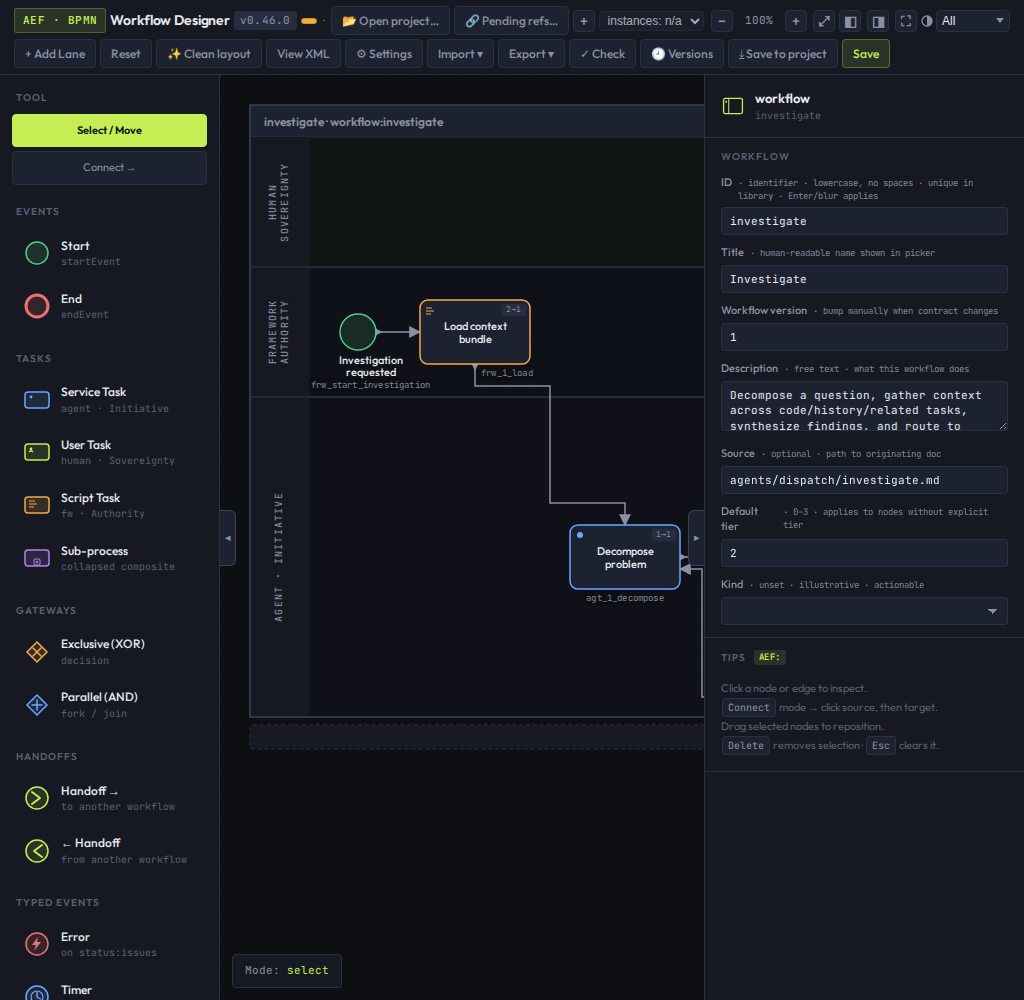 AEF · BPMN Workflow Designer v0.46.0 · 📂 Open project... 🔗 Pending refs... + instances: n/a − 100% + All
+ Add Lane Reset ✨ Clean layout View XML ⚙ Settings Import ▾ Export ▾ ✓ Check 🕘 Versions ⤓ Save to project Save
TOOL
Select / Move
Connect →
EVENTS
Start
startEvent
End
endEvent
TASKS
Service Task
agent · Initiative
User Task
human · Sovereignty
Script Task
fw · Authority
Sub-process
collapsed composite
GATEWAYS
Exclusive (XOR)
decision
Parallel (AND)
fork / join
HANDOFFS
Handoff →
to another workflow
← Handoff
from another workflow
TYPED EVENTS
Error
on status:issues
Timer
investigate · workflow:investigate
HUMAN
SOVEREIGNTY
FRAMEWORK
AUTHORITY
AGENT · INITIATIVE
Investigation
requested
frw_start_investigation
2→1
Load context
bundle
frw_1_load
1→1
Decompose
problem
agt_1_decompose
Mode: select
workflow
investigate
WORKFLOW
ID · identifier · lowercase, no spaces · unique in
library · Enter/blur applies
investigate
Title · human-readable name shown in picker
Investigate
Workflow version · bump manually when contract changes
1
Description · free text · what this workflow does
Decompose a question, gather context
across code/history/related tasks,
synthesize findings, and route to
Source · optional · path to originating doc
agents/dispatch/investigate.md
Default tier · 0–3 · applies to nodes without explicit tier
2
Kind · unset · illustrative · actionable
TIPS AEF:
Click a node or edge to inspect.
Connect mode → click source, then target.
Drag selected nodes to reposition.
Delete removes selection · Esc clears it.